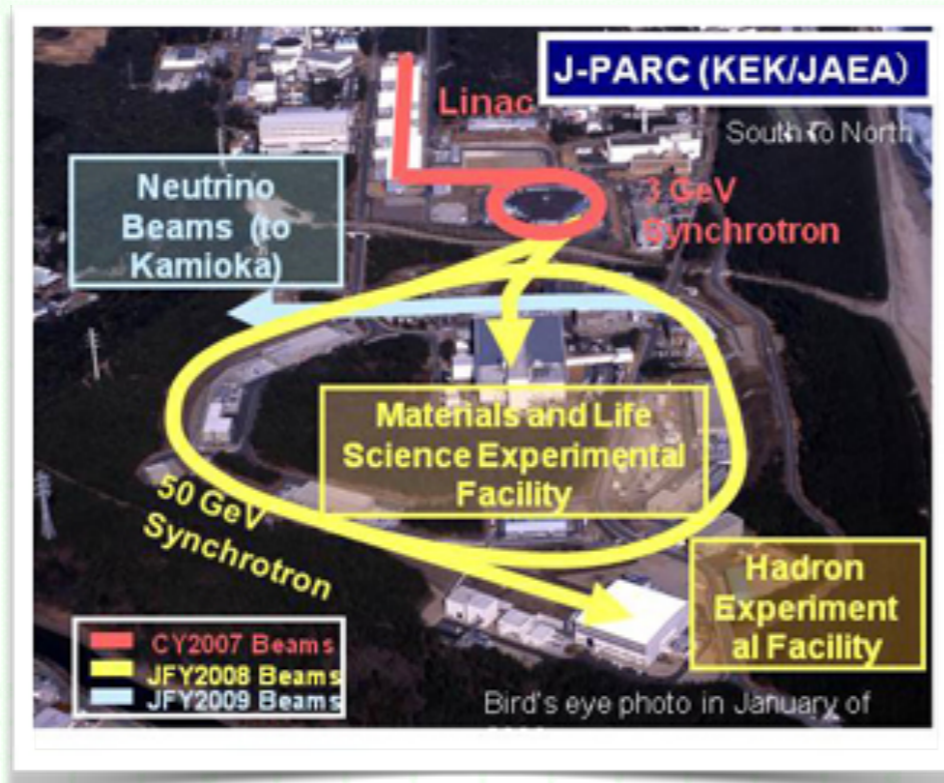 J-PARC (KEK/JAEA)
Linac
South to North
Neutrino
Beams (to
Kamioka)
3 GeV
Synchrotron
Materials and Life
Science Experimental
Facility
50 GeV
Synchrotron
Hadron
Experiment
al Facility
CY2007 Beams
JFY2008 Beams
JFY2009 Beams
Bird's eye photo in January of